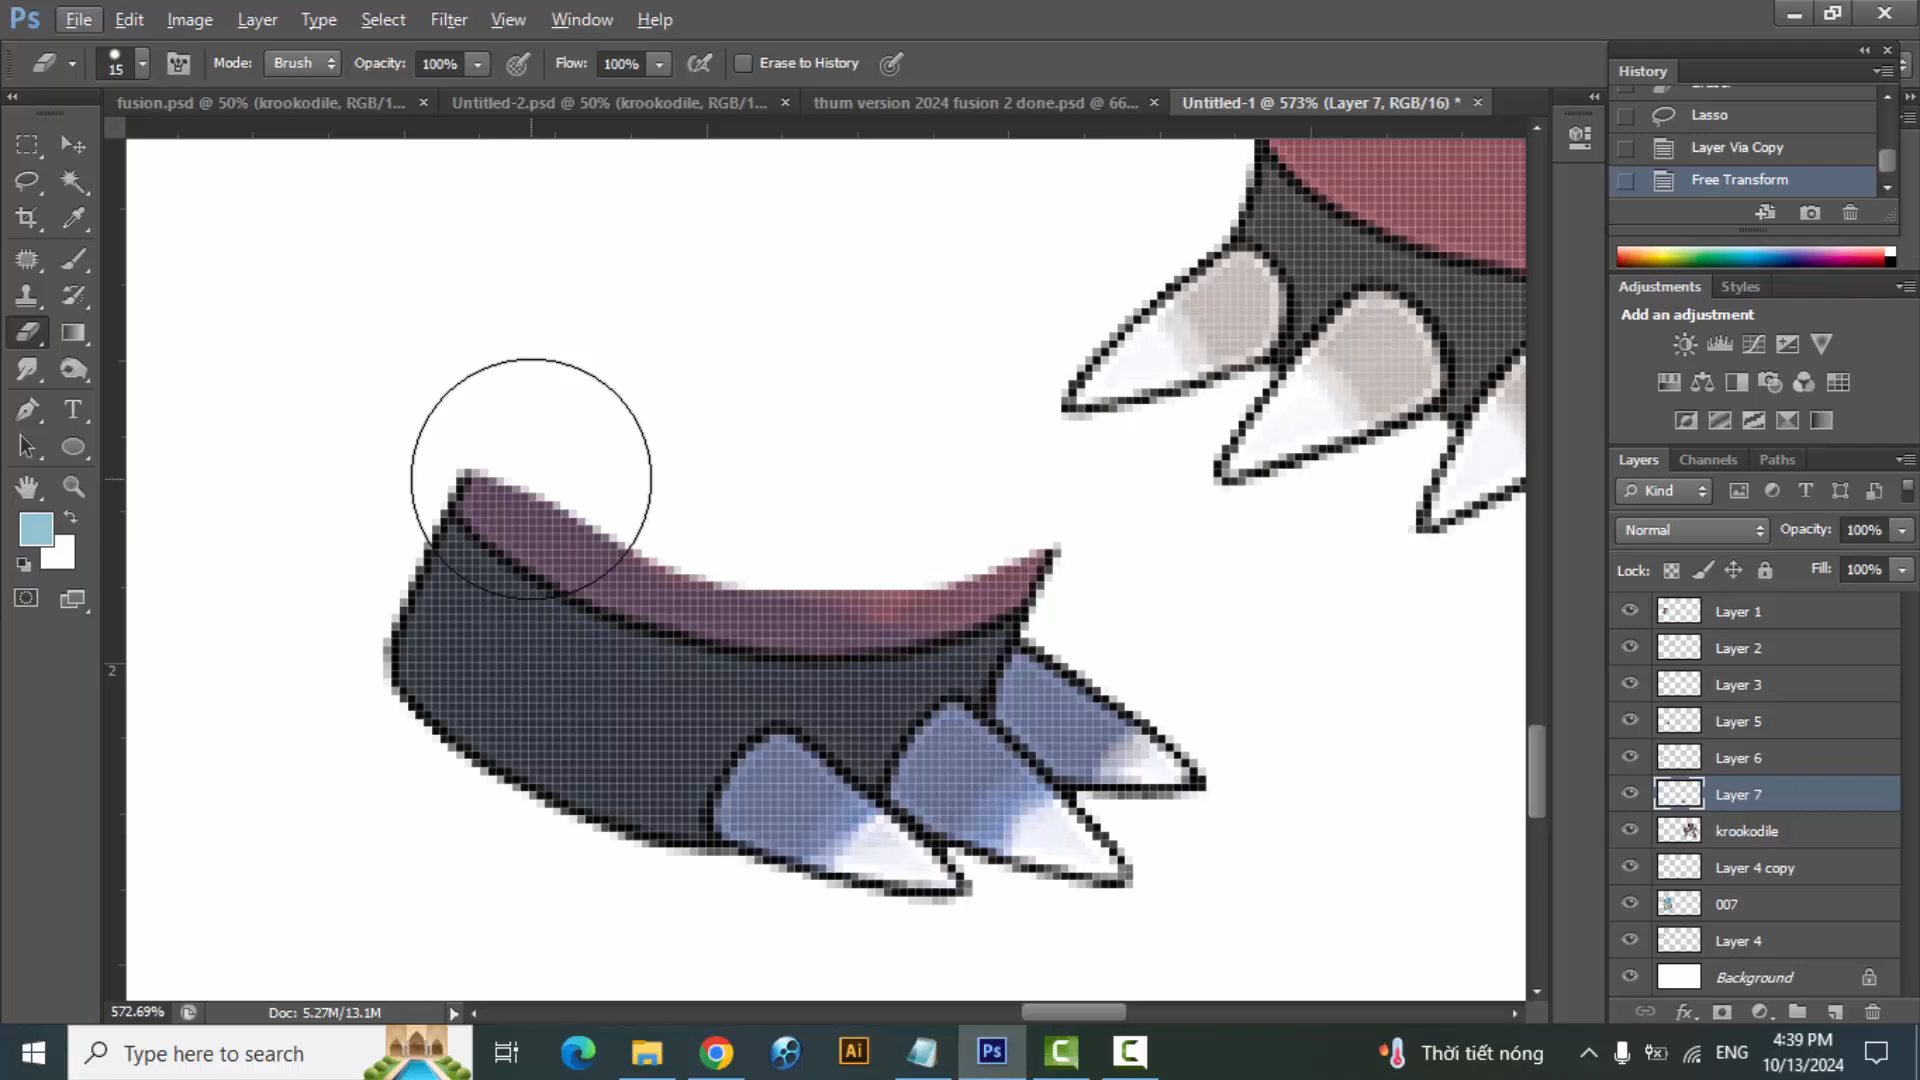 Ps File Edit Image Layer Type Select Filter View Window Help
15 Mode: Brush Opacity: 100% Flow: 100% Erase to History
fusion.psd @ 50% (krookodile, RGB/1... Untitled-2.psd @ 50% (krookodile, RGB/1... thum version 2024 fusion 2 done.psd @ 66... Untitled-1 @ 573% (Layer 7, RGB/16) *
History
Lasso
Layer Via Copy
Free Transform
Adjustments Styles
Add an adjustment
Layers Channels Paths
Kind
Normal Opacity: 100%
Lock: Fill: 100%
Layer 1
Layer 2
Layer 3
Layer 5
Layer 6
Layer 7
krookodile
Layer 4 copy
007
Layer 4
Background
2
572.69% Doc: 5.27M/13.1M
Type here to search
Ai Ps
Thời tiết nóng
ENG
4:39 PM
10/13/2024